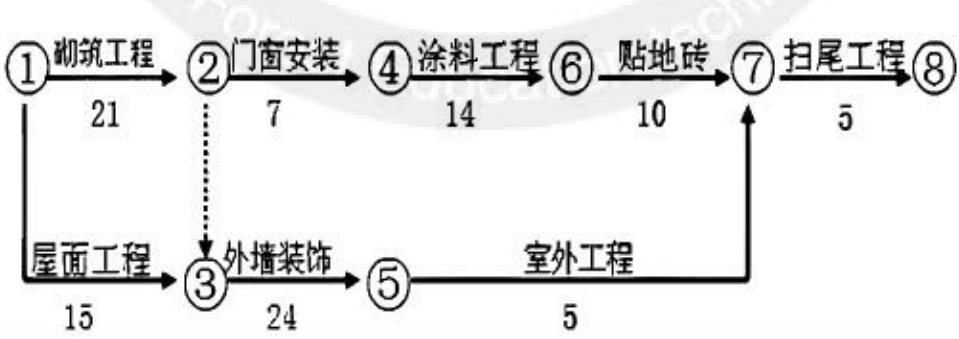 ① 砌筑工程 ② 门窗安装 ④ 涂料工程 ⑥ 贴地砖 ⑦ 扫尾工程 ⑧
21 7 14 10 5
屋面工程 ③ 外墙装饰 ⑤ 室外工程
15 24 5